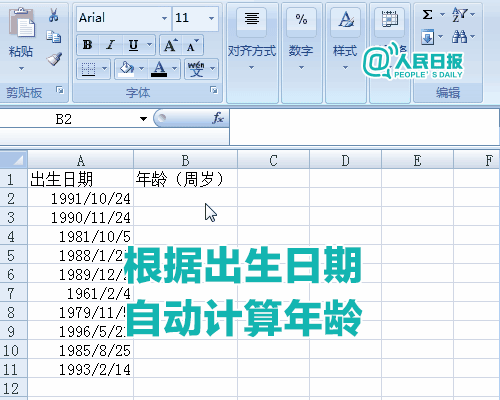 Arial 11
粘贴
B I U A A
A wén 文
对齐方式 数字 样式
Σ A Z
@人民日报
PEOPLE'S DAILY
剪贴板 字体 编辑
B2 fx
A B C D E F
1 出生日期 年龄（周岁）
2 1991/10/24
3 1990/11/24
4 1981/10/5
5 1988/1/2
6 1989/12/
7 1961/2/4
8 1979/11/
9 1996/5/2
10 1985/8/25
11 1993/2/14
12
根据出生日期
自动计算年龄